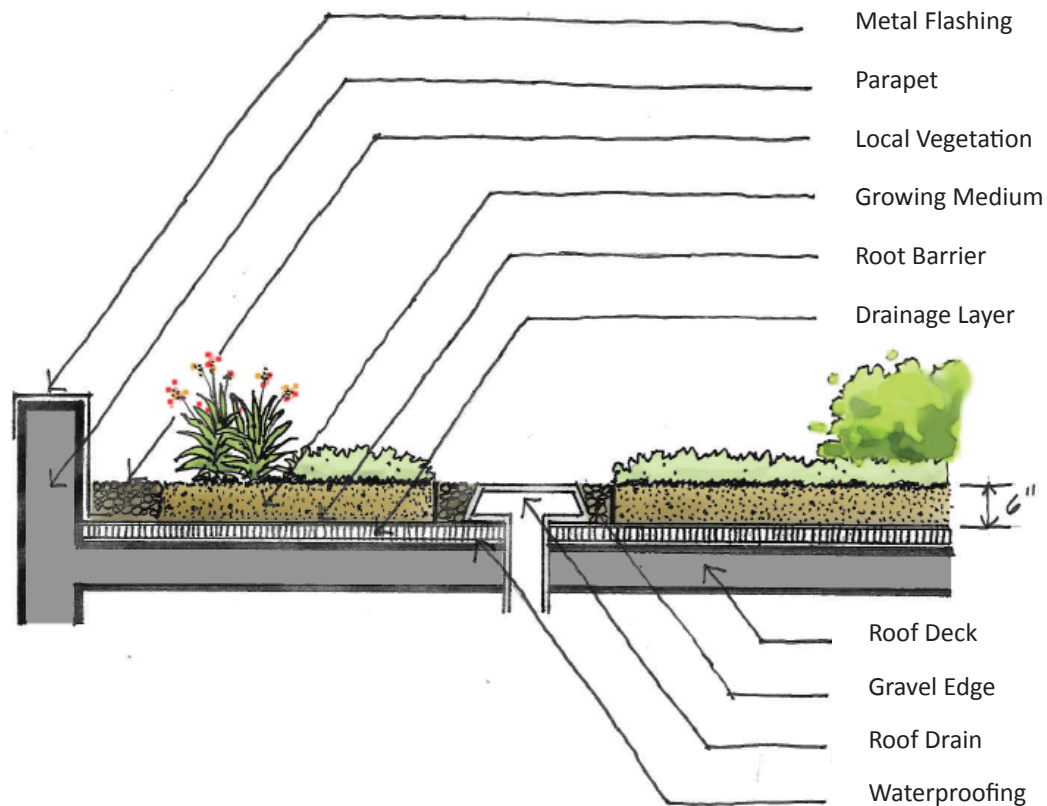 Metal Flashing
Parapet
Local Vegetation
Growing Medium
Root Barrier
Drainage Layer
6"
Roof Deck
Gravel Edge
Roof Drain
Waterproofing